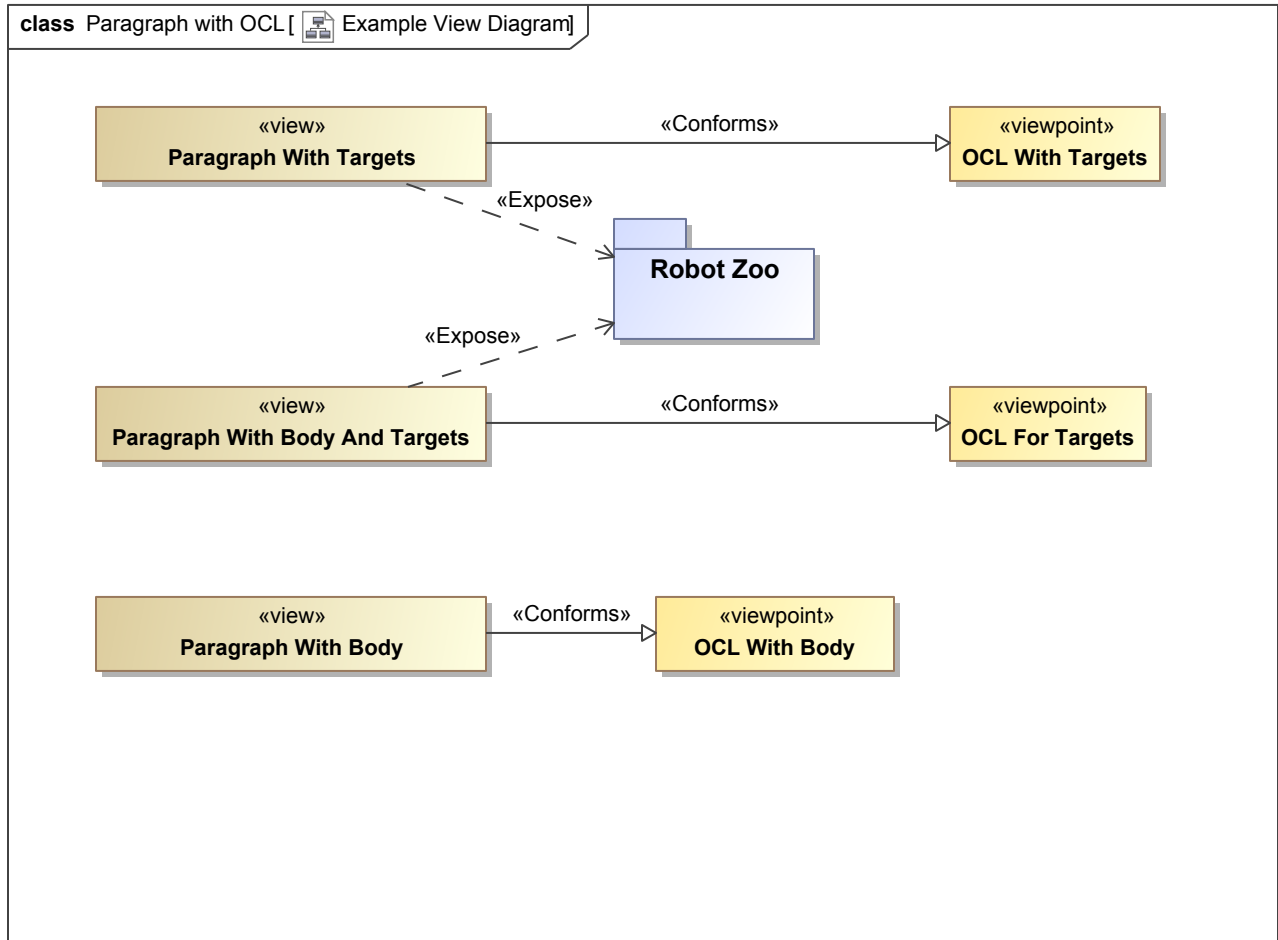 class Paragraph with OCL[ Example View Diagram]
«view»
Paragraph With Targets
«Conforms»
«viewpoint»
OCL With Targets
«Expose»
Robot Zoo
«Expose»
«view»
Paragraph With Body And Targets
«Conforms»
«viewpoint»
OCL For Targets
«view»
Paragraph With Body
«Conforms»
«viewpoint»
OCL With Body